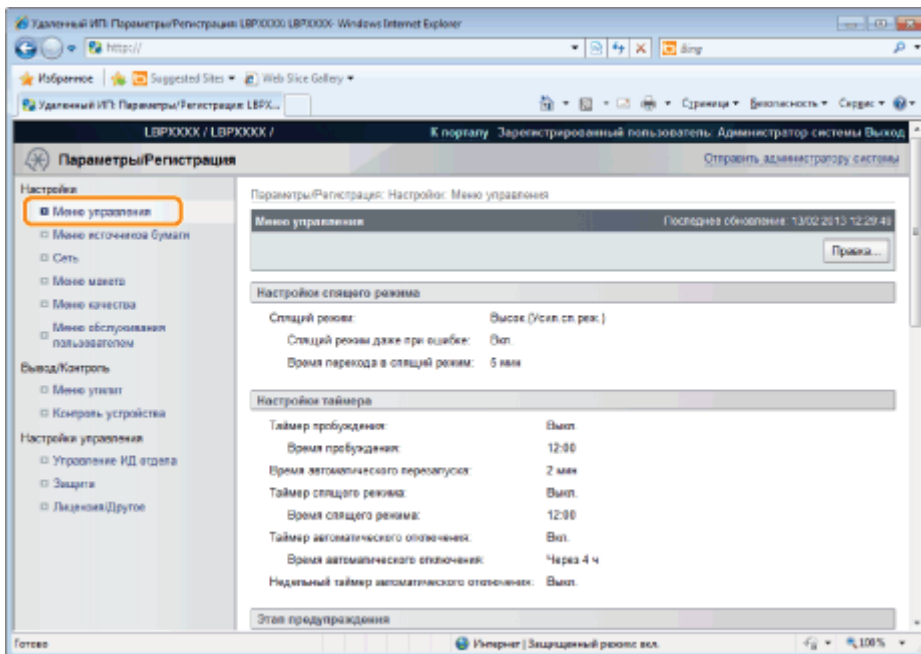 Удаленный ИП: Параметры/Регистрация: LBPXXXX: LBPXXXX - Windows Internet Explorer
http://
Bing
Избранное Suggested Sites Web Slice Gallery
Удаленный ИП: Параметры/Регистрация: LBPX... Страница Безопасность Сервис
LBPXXXX / LBPXXXX / К порталу Зарегистрированный пользователь: Администратор системы Выход
Параметры/Регистрация Отправить администратору системы
Настройки
Меню управления
Меню источников бумаги
Сеть
Меню макета
Меню качества
Меню обслуживания пользователем
Вывод/Контроль
Меню утилит
Контроль устройства
Настройки управления
Управление ИД отдела
Защита
Лицензия/Другое
Параметры/Регистрация: Настройки: Меню управления
Меню управления Последнее обновление: 13/02 2013 12:29:48
Правка...
Настройки спящего режима
Спящий режим: Высок.(Усил.сп.реж.)
Спящий режим даже при ошибке: Вкл.
Время перехода в спящий режим: 5 мин
Настройки таймера
Таймер пробуждения: Выкл.
Время пробуждения: 12:00
Время автоматического перезапуска: 2 мин
Таймер спящего режима: Выкл.
Время спящего режима: 12:00
Таймер автоматического отключения: Вкл.
Время автоматического отключения: Через 4 ч
Недельный таймер автоматического отключения: Выкл.
Этап предупреждения
Готово Интернет | Защищенный режим: вкл. 100%